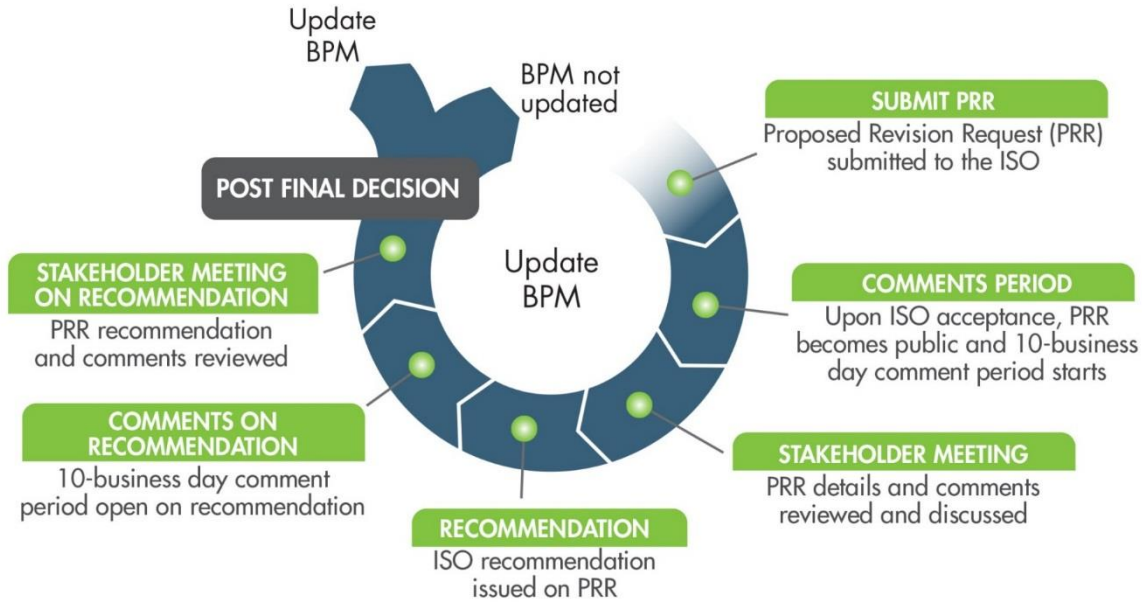 Update
BPM
BPM not
updated
SUBMIT PRR
Proposed Revision Request (PRR)
submitted to the ISO
POST FINAL DECISION
Update
BPM
STAKEHOLDER MEETING
ON RECOMMENDATION
PRR recommendation
and comments reviewed
COMMENTS PERIOD
Upon ISO acceptance, PRR
becomes public and 10-business
day comment period starts
COMMENTS ON
RECOMMENDATION
10-business day comment
period open on recommendation
STAKEHOLDER MEETING
PRR details and comments
reviewed and discussed
RECOMMENDATION
ISO recommendation
issued on PRR